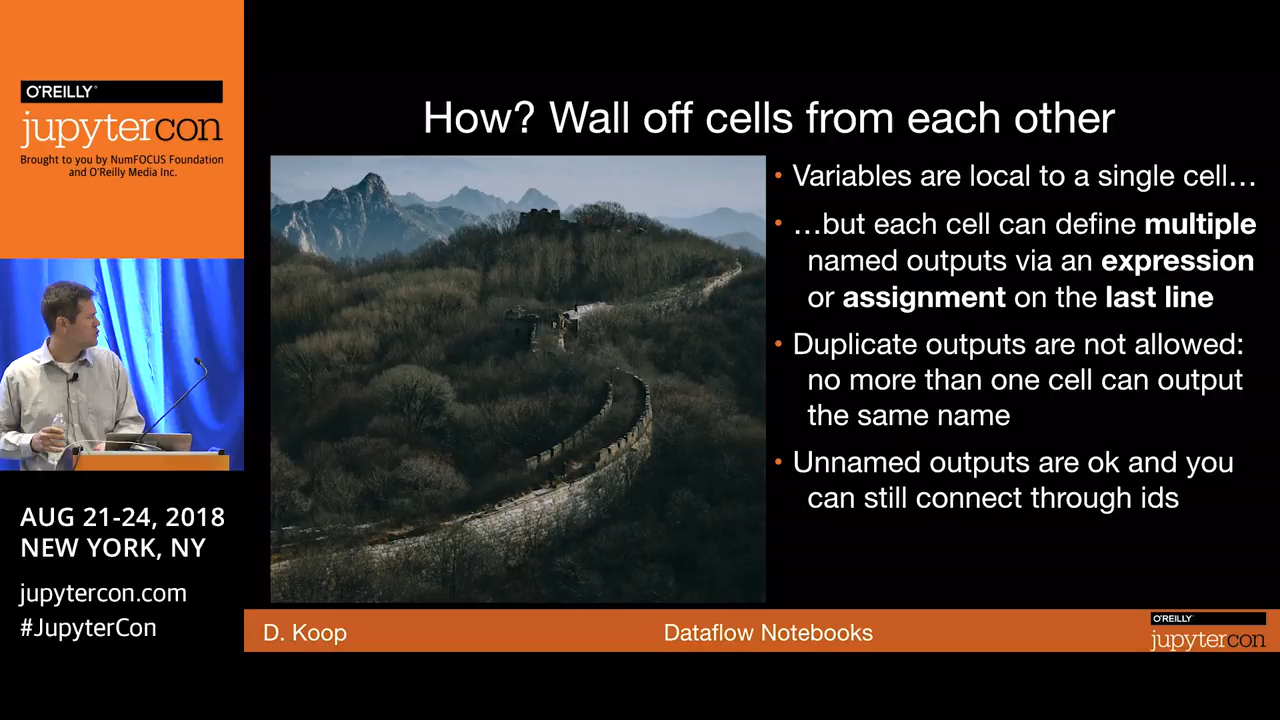 O'REILLY®
jupytercon
Brought to you by NumFOCUS Foundation
and O'Reilly Media Inc.
AUG 21-24, 2018
NEW YORK, NY
jupytercon.com
#JupyterCon
How? Wall off cells from each other
• Variables are local to a single cell…
• …but each cell can define multiple
named outputs via an expression
or assignment on the last line
• Duplicate outputs are not allowed:
no more than one cell can output
the same name
• Unnamed outputs are ok and you
can still connect through ids
D. Koop
Dataflow Notebooks
O'REILLY®
jupytercon